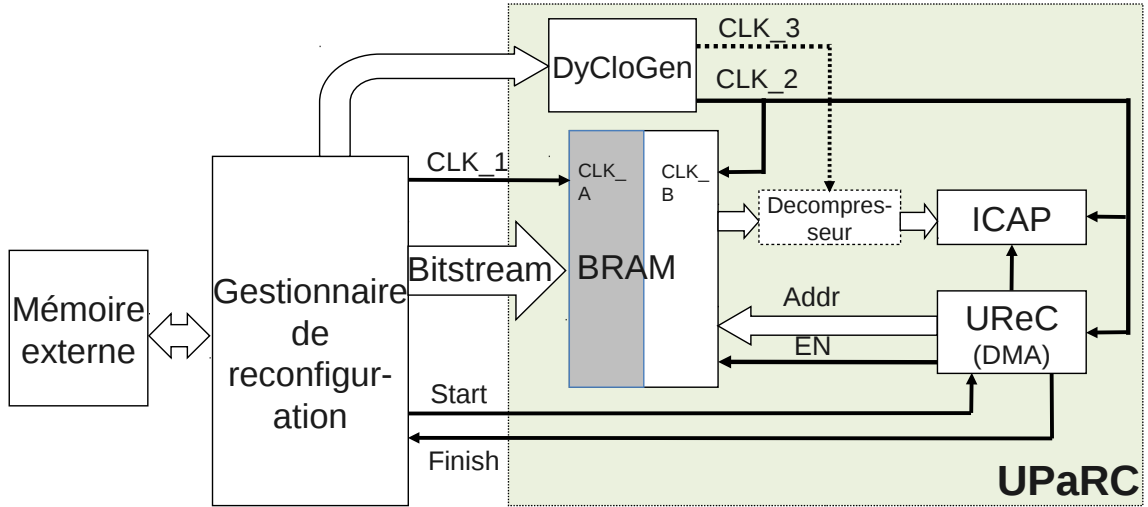 CLK_3
DyCloGen
CLK_2
CLK_1
CLK_
A
CLK_
B
Decompres-
seur
ICAP
Bitstream
BRAM
Mémoire
externe
Gestionnaire
de
reconfigur-
ation
Addr
UReC
(DMA)
EN
Start
Finish
UPaRC